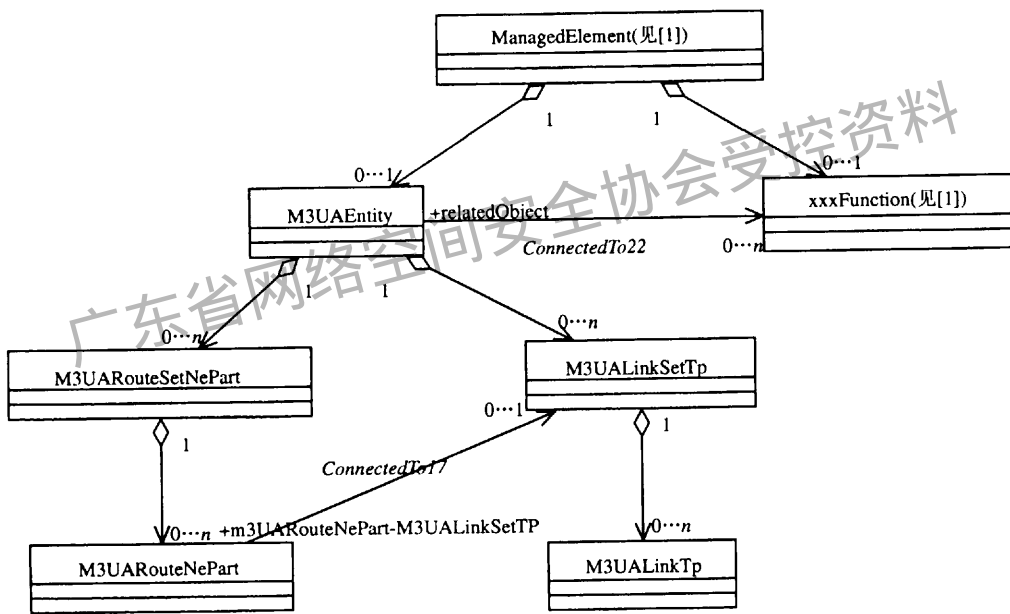 ManagedElement(见[1])
1
1
0…1
0…1
M3UAEntity
+relatedObject
xxxFunction(见[1])
ConnectedTo22
0…n
1
1
0…n
0…n
M3UARouteSetNePart
M3UALinkSetTp
1
0…1
1
ConnectedTo17
0…n
+m3UARouteNePart-M3UALinkSetTP
0…n
M3UARouteNePart
M3UALinkTp
广东省网络空间安全协会受控资料